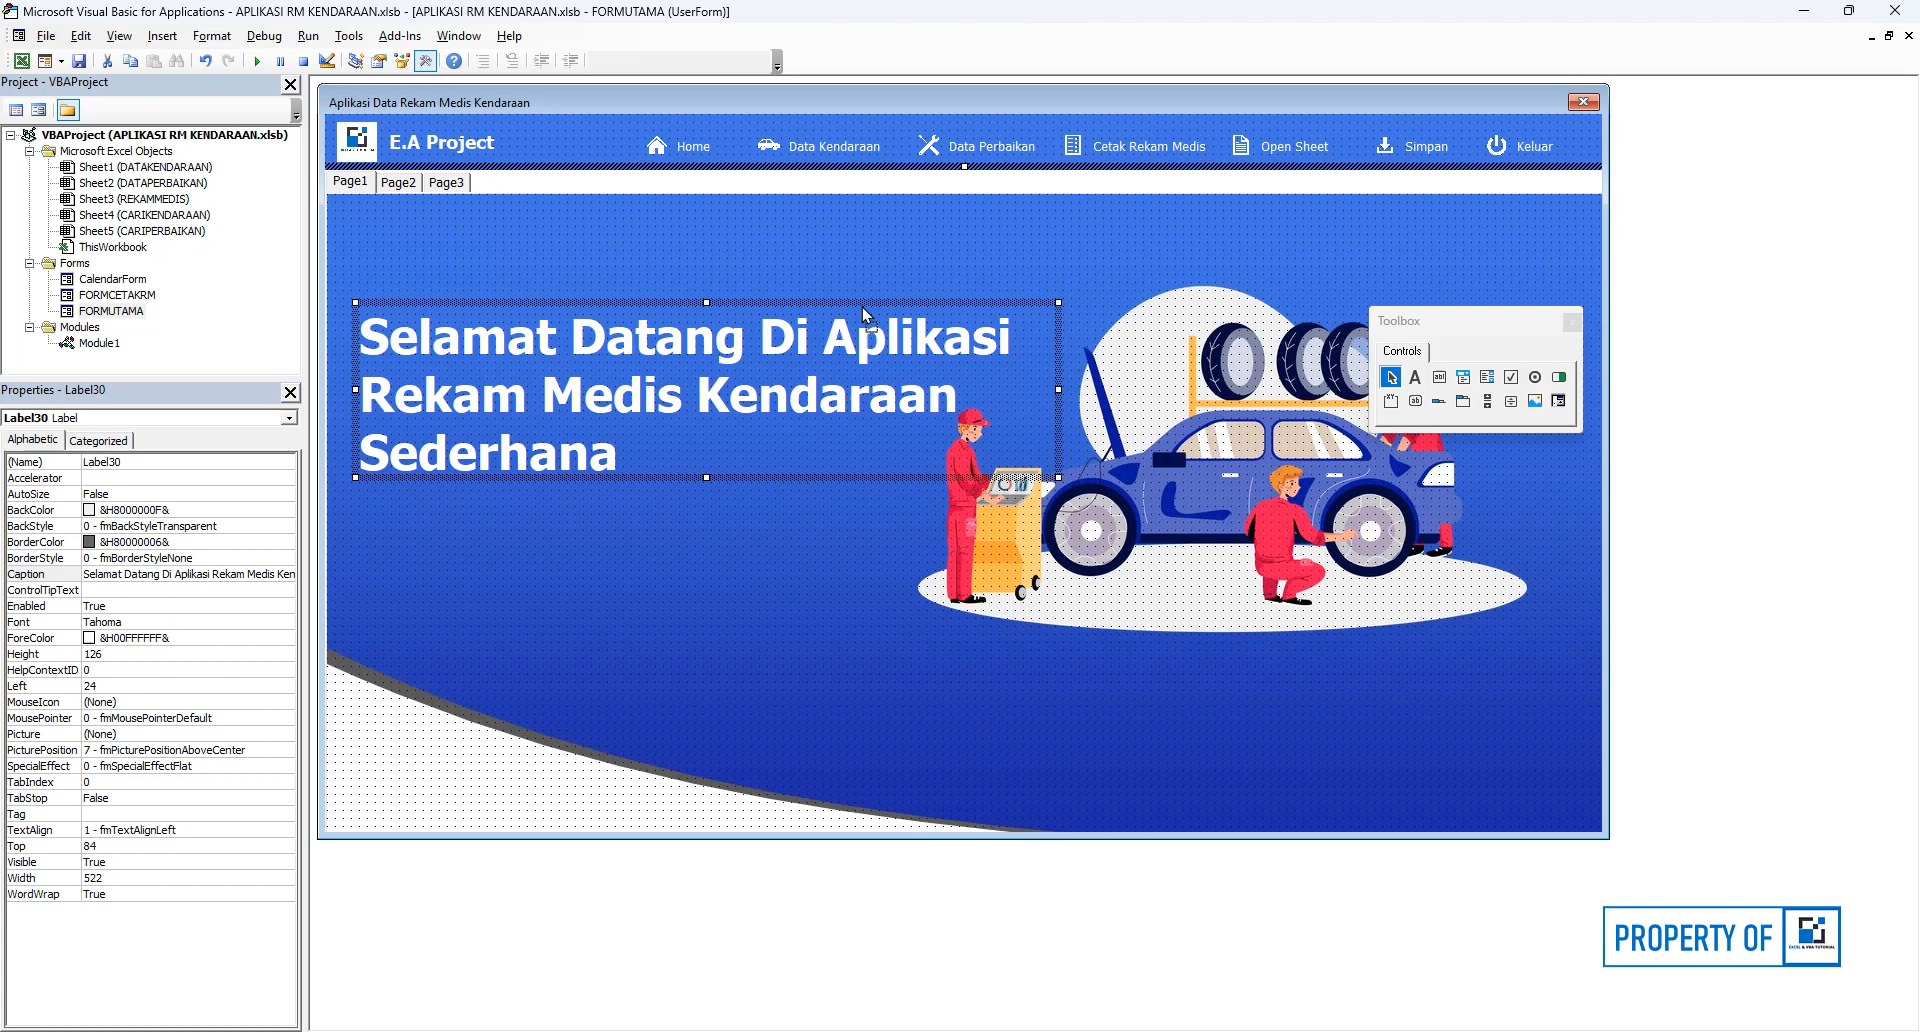 Microsoft Visual Basic for Applications - APLIKASI RM KENDARAAN.xlsb - [APLIKASI RM KENDARAAN.xlsb - FORMUTAMA (UserForm)]
File Edit View Insert Format Debug Run Tools Add-Ins Window Help
Project - VBAProject
VBAProject (APLIKASI RM KENDARAAN.xlsb)
Microsoft Excel Objects
Sheet1 (DATAKENDARAAN)
Sheet2 (DATAPERBAIKAN)
Sheet3 (REKAMMEDIS)
Sheet4 (CARIKENDARAAN)
Sheet5 (CARIPERBAIKAN)
ThisWorkbook
Forms
CalendarForm
FORMCETAKRM
FORMUTAMA
Modules
Module1
Properties - Label30
Label30 Label
Alphabetic Categorized
(Name) Label30
Accelerator
AutoSize False
BackColor &H8000000F&
BackStyle 0 - fmBackStyleTransparent
BorderColor &H80000006&
BorderStyle 0 - fmBorderStyleNone
Caption Selamat Datang Di Aplikasi Rekam Medis Ken
ControlTipText
Enabled True
Font Tahoma
ForeColor &H00FFFFFF&
Height 126
HelpContextID 0
Left 24
MouseIcon (None)
MousePointer 0 - fmMousePointerDefault
Picture (None)
PicturePosition 7 - fmPicturePositionAboveCenter
SpecialEffect 0 - fmSpecialEffectFlat
TabIndex 0
TabStop False
Tag
TextAlign 1 - fmTextAlignLeft
Top 84
Visible True
Width 522
WordWrap True
Aplikasi Data Rekam Medis Kendaraan
E.A Project Home Data Kendaraan Data Perbaikan Cetak Rekam Medis Open Sheet Simpan Keluar
Page1 Page2 Page3
Selamat Datang Di Aplikasi
Rekam Medis Kendaraan
Sederhana
Toolbox
Controls
PROPERTY OF
EXCEL & VBA TUTORIAL